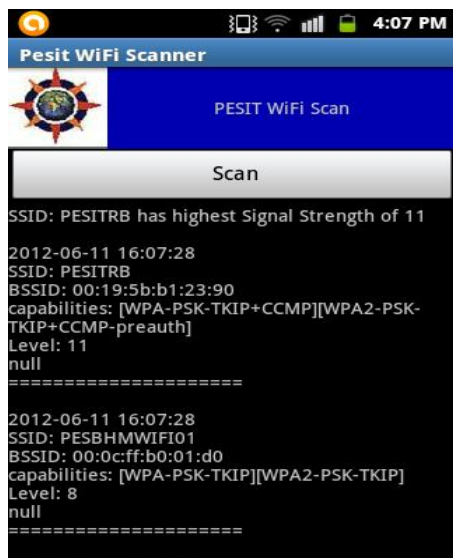 4:07 PM
Pesit WiFi Scanner
PESIT WiFi Scan
Scan
SSID: PESITRB has highest Signal Strength of 11
2012-06-11 16:07:28
SSID: PESITRB
BSSID: 00:19:5b:b1:23:90
capabilities: [WPA-PSK-TKIP+CCMP][WPA2-PSK-
TKIP+CCMP-preauth]
Level: 11
null
======================
2012-06-11 16:07:28
SSID: PESBHMWIFI01
BSSID: 00:0c:ff:b0:01:d0
capabilities: [WPA-PSK-TKIP][WPA2-PSK-TKIP]
Level: 8
null
======================